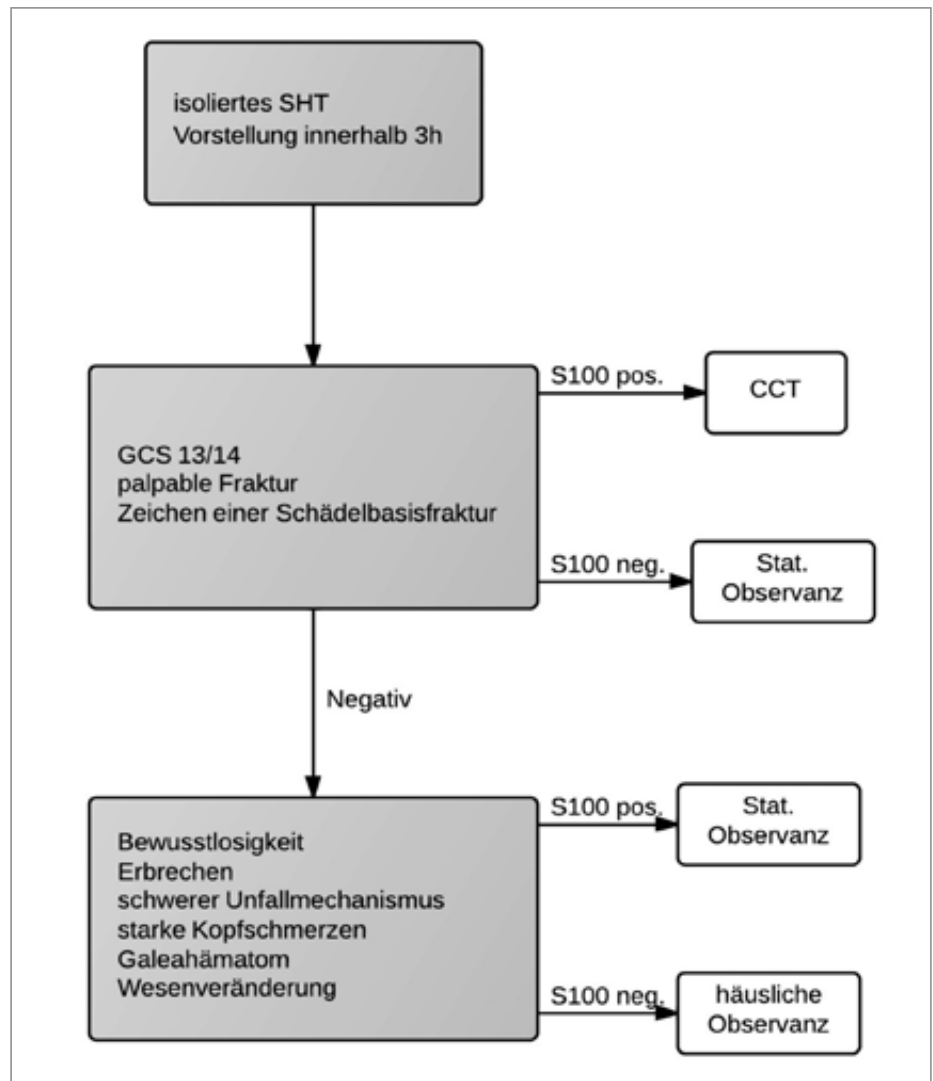 isoliertes SHT
Vorstellung innerhalb 3h
GCS 13/14
palpable Fraktur
Zeichen einer Schädelbasisfraktur
S100 pos.
CCT
S100 neg.
Stat.
Observanz
Negativ
Bewusstlosigkeit
Erbrechen
schwerer Unfallmechanismus
starke Kopfschmerzen
Galeahämatom
Wesenveränderung
S100 pos.
Stat.
Observanz
S100 neg.
häusliche
Observanz